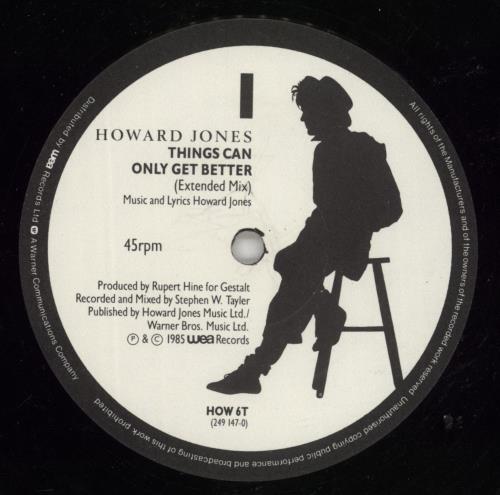 I
HOWARD JONES
THINGS CAN
ONLY GET BETTER
(Extended Mix)
Music and Lyrics Howard Jones
45rpm
Produced by Rupert Hine for Gestalt
Recorded and Mixed by Stephen W. Tayler
Published by Howard Jones Music Ltd./
Warner Bros. Music Ltd.
Ⓟ & © 1985 wea Records
HOW 6T
(249 147-0)
All rights of the Manufacturers and of the owners of the recorded work reserved Unauthorised copying public performance and broadcasting of this work prohibited
Distributed by wea Records Ltd A Warner Communications Company